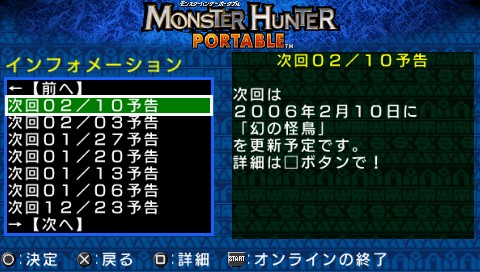 モンスターハンターポータブル
MONSTER HUNTER
PORTABLE™
インフォメーション
←【前へ】
次回02／10予告
次回02／03予告
次回01／27予告
次回01／20予告
次回01／13予告
次回01／06予告
次回12／23予告
→【次へ】
次回02／10予告
次回は
2006年2月10日に
「幻の怪鳥」
を更新予定です。
詳細は□ボタンで！
○:決定 ×:戻る □:詳細 START:オンラインの終了